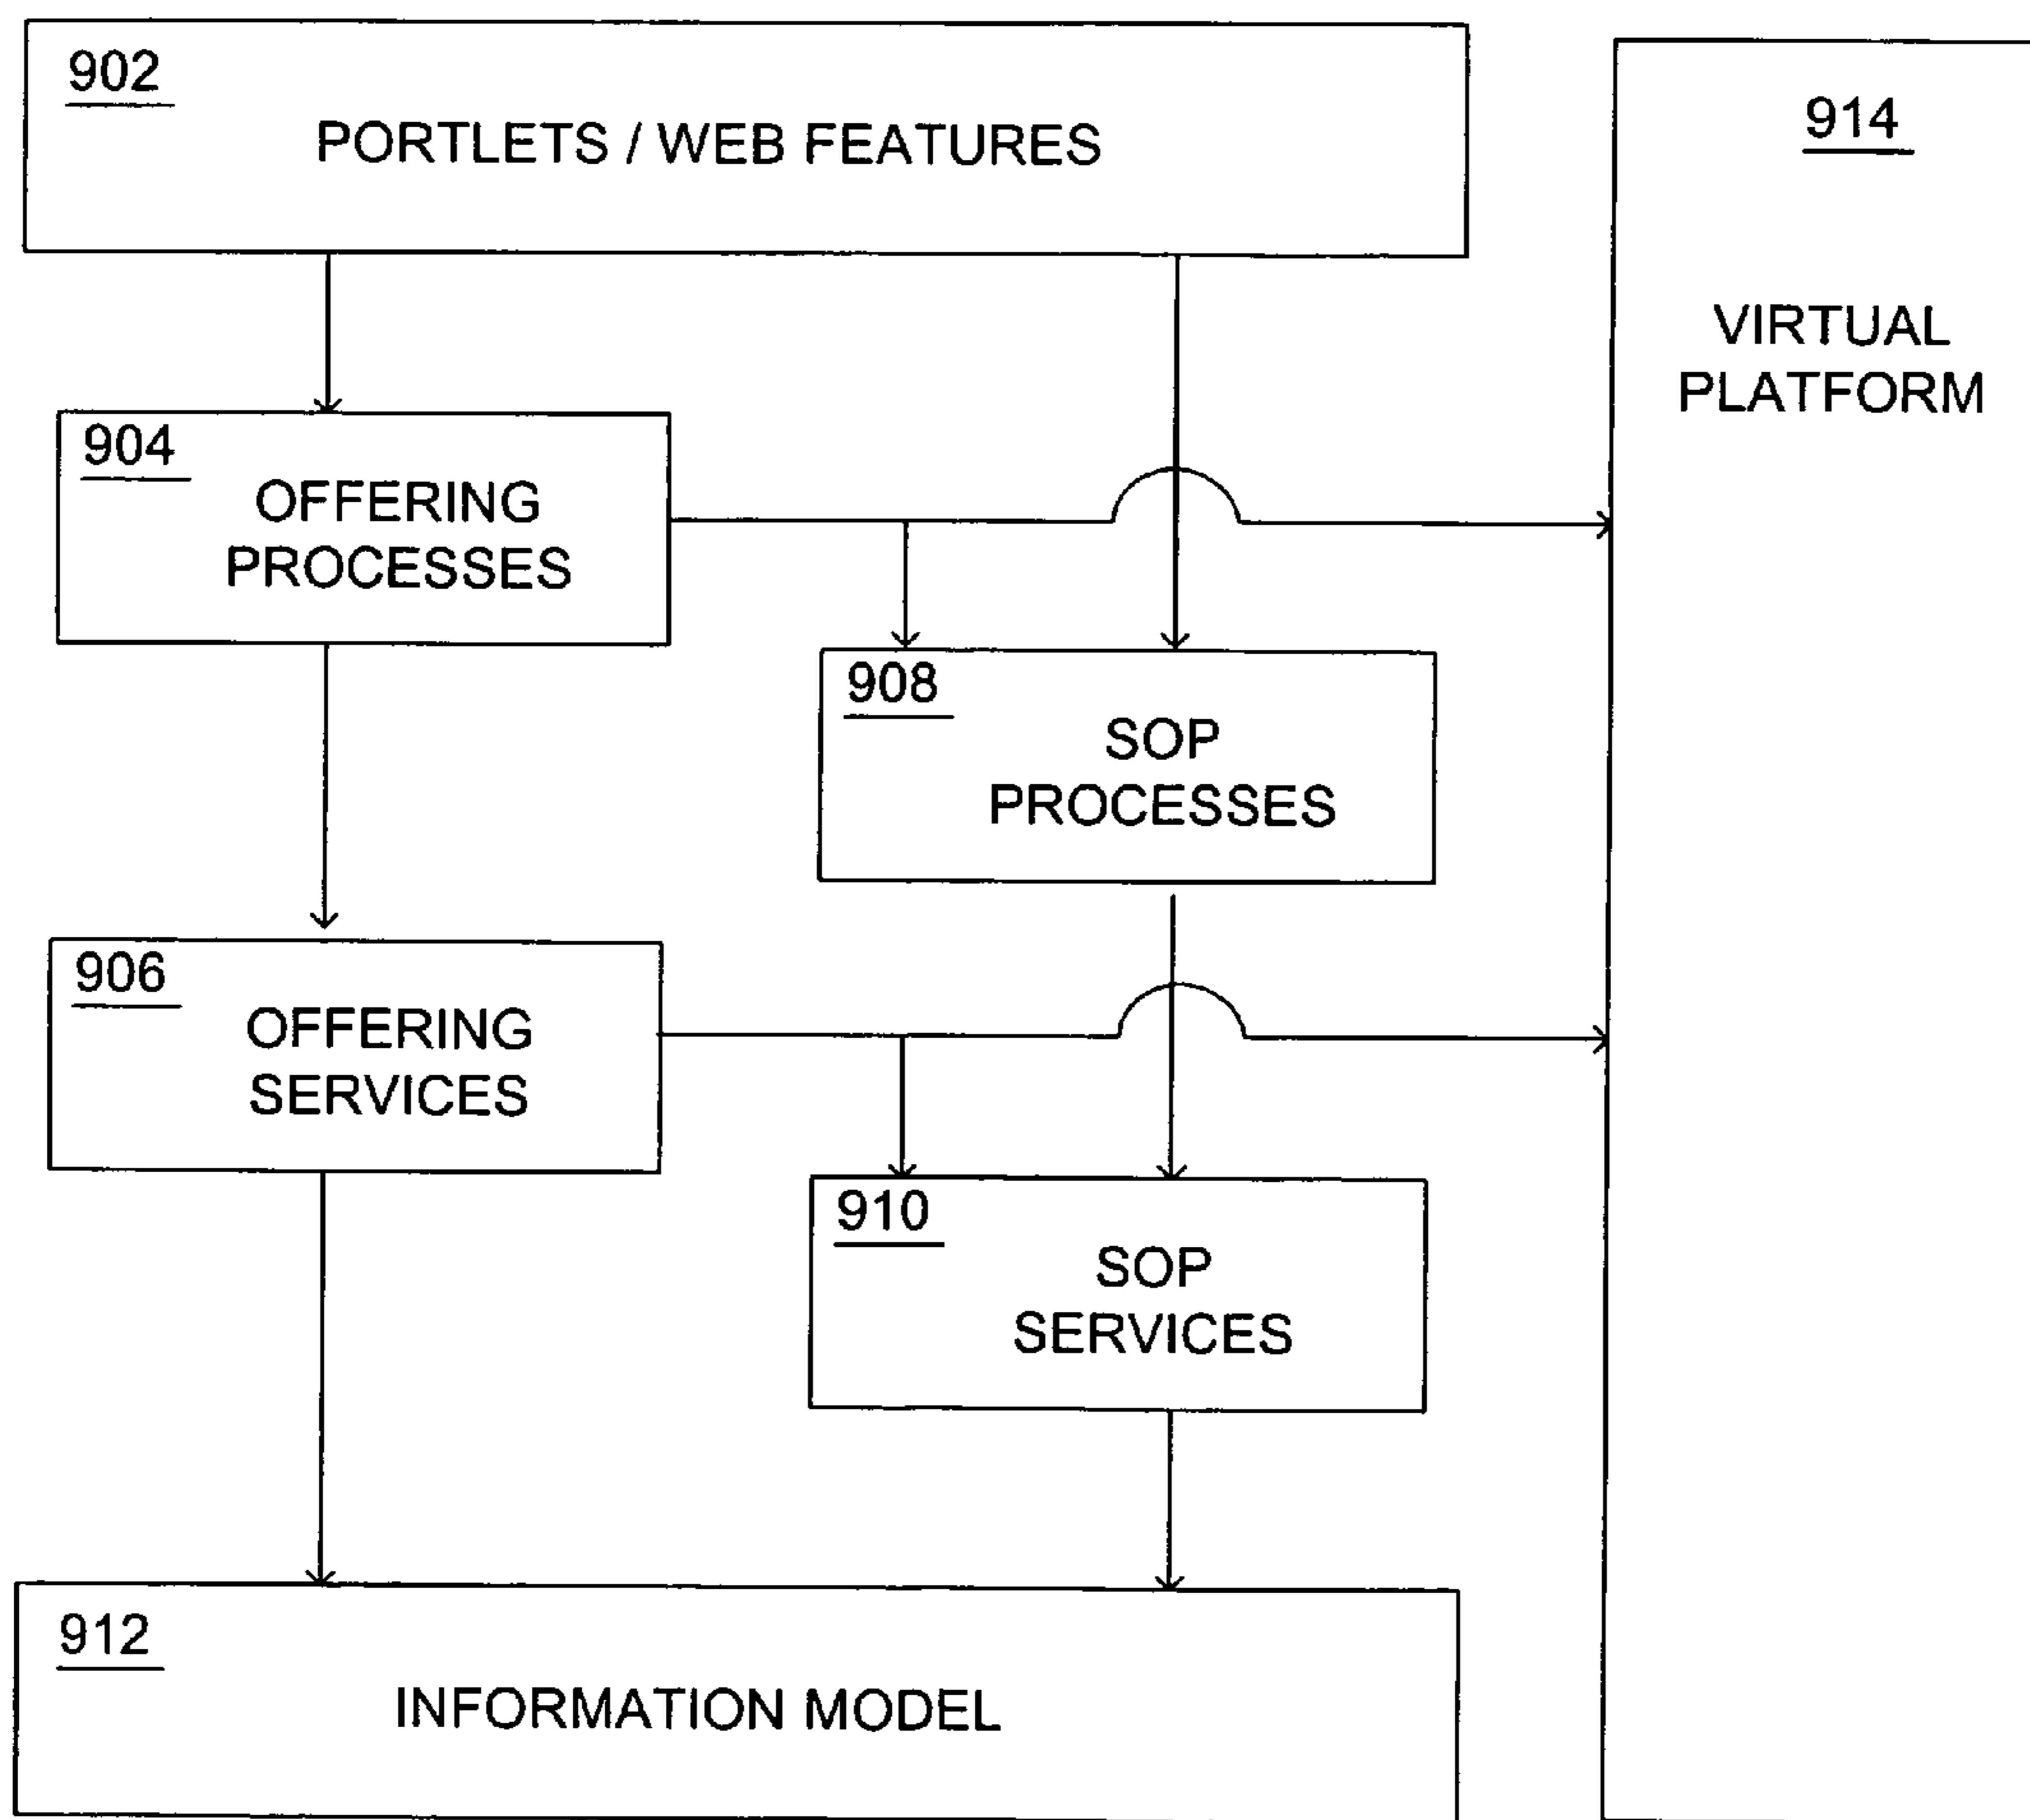 902
PORTLETS / WEB FEATURES
914
VIRTUAL
PLATFORM
904
OFFERING
PROCESSES
908
SOP
PROCESSES
906
OFFERING
SERVICES
910
SOP
SERVICES
912
INFORMATION MODEL